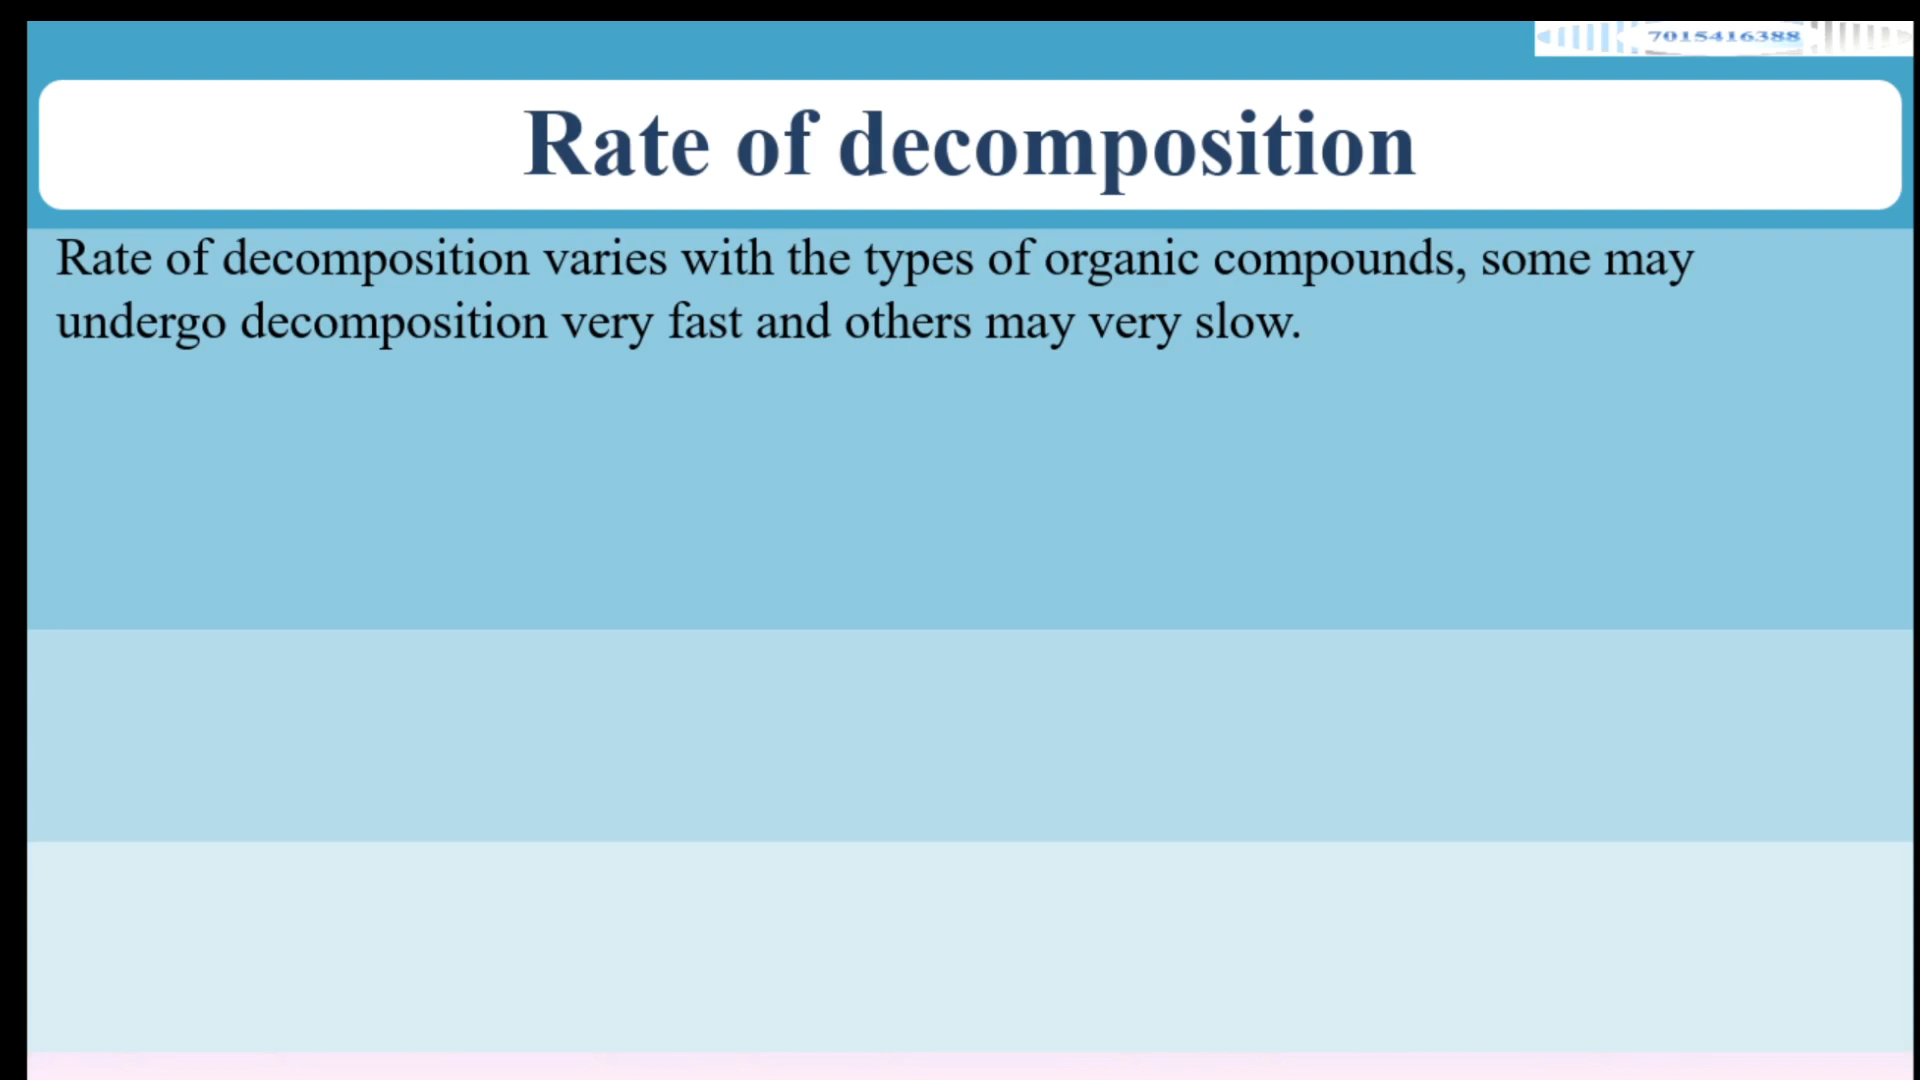 7015416388
Rate of decomposition
Rate of decomposition varies with the types of organic compounds, some may
undergo decomposition very fast and others may very slow.